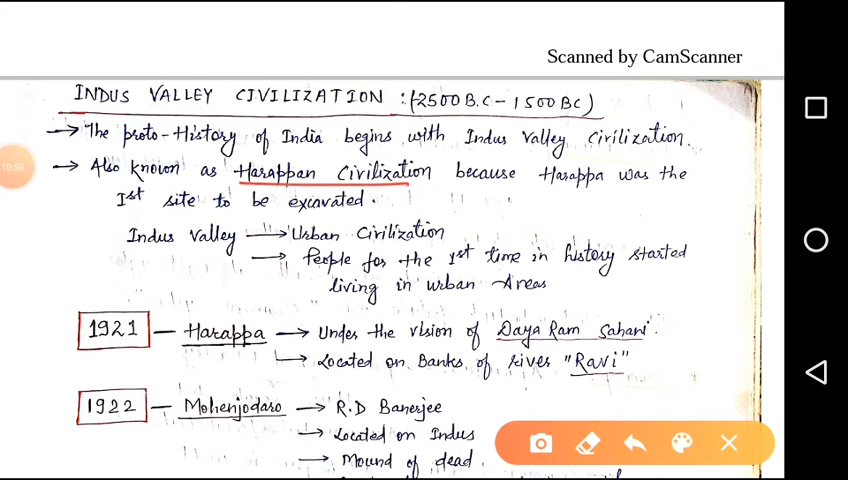 Scanned by CamScanner
INDUS VALLEY CIVILIZATION : (2500 B.C - 1500 BC)
→ The proto-History of India begins with Indus Valley Civilization.
10:53
→ Also known as Harappan Civilization because Harappa was the
Ist site to be excavated.
Indus Valley → Urban Civilization
→ People for the 1st time in history started
living in urban Areas
1921 - Harappa → Under the vision of Daya Ram Sahani.
→ Located on Banks of river "Ravi"
1922 - Mohenjodaro → R.D Banerjee
→ Located on Indus
→ Mound of dead.